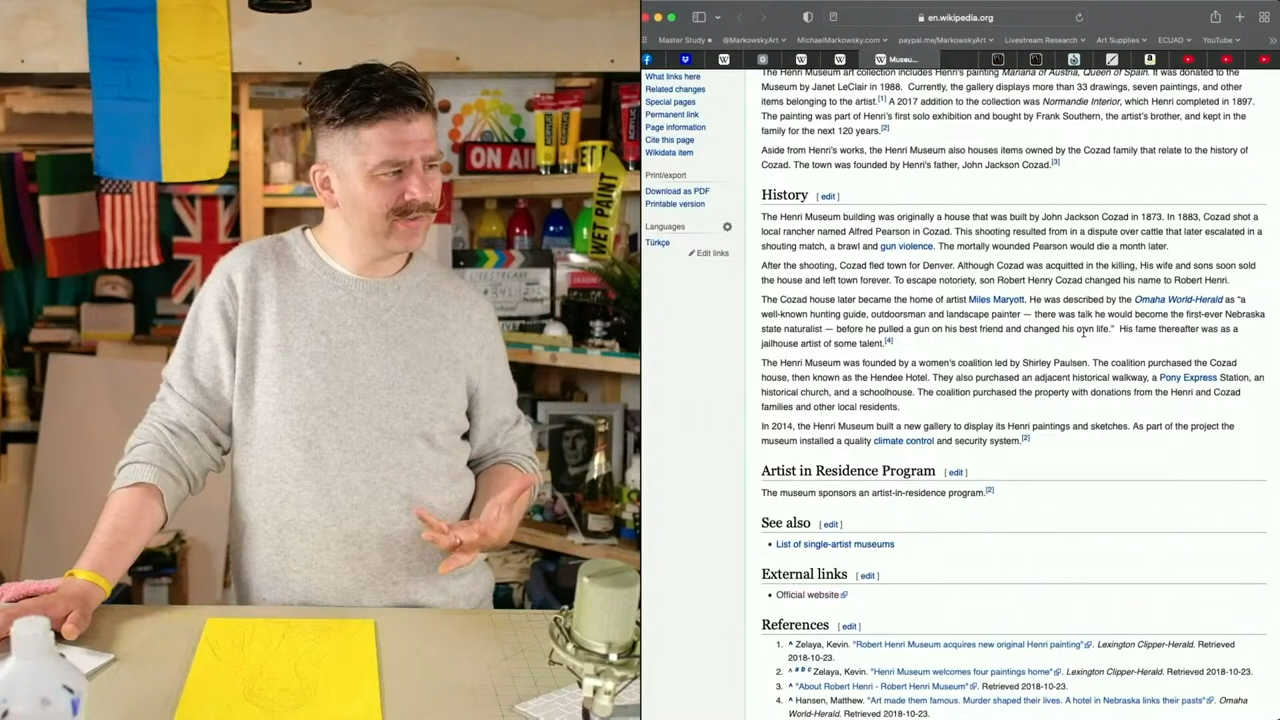 ON AIR
ACRYLIC
WET PAINT
LIVESTREAM
en.wikipedia.org
Master Study
@MarkowskyArt
MichaelMarkowsky.com
paypal.me/MarkowskyArt
Livestream Research
Art Supplies
ECUAD
YouTube
Museu...
What links here
Related changes
Special pages
Permanent link
Page information
Cite this page
Wikidata item
Print/export
Download as PDF
Printable version
Languages
Türkçe
Edit links
The Henri Museum art collection includes Henri's painting Mariana of Austria, Queen of Spain. It was donated to the
Museum by Janet LeClair in 1988. Currently, the gallery displays more than 33 drawings, seven paintings, and other
items belonging to the artist.[1] A 2017 addition to the collection was Normandie Interior, which Henri completed in 1897.
The painting was part of Henri's first solo exhibition and bought by Frank Southern, the artist's brother, and kept in the
family for the next 120 years.[2]
Aside from Henri's works, the Henri Museum also houses items owned by the Cozad family that relate to the history of
Cozad. The town was founded by Henri's father, John Jackson Cozad.[3]
History [ edit ]
The Henri Museum building was originally a house that was built by John Jackson Cozad in 1873. In 1883, Cozad shot a
local rancher named Alfred Pearson in Cozad. This shooting resulted from in a dispute over cattle that later escalated in a
shouting match, a brawl and gun violence. The mortally wounded Pearson would die a month later.
After the shooting, Cozad fled town for Denver. Although Cozad was acquitted in the killing, His wife and sons soon sold
the house and left town forever. To escape notoriety, son Robert Henry Cozad changed his name to Robert Henri.
The Cozad house later became the home of artist Miles Maryott. He was described by the Omaha World-Herald as "a
well-known hunting guide, outdoorsman and landscape painter — there was talk he would become the first-ever Nebraska
state naturalist — before he pulled a gun on his best friend and changed his own life." His fame thereafter was as a
jailhouse artist of some talent.[4]
The Henri Museum was founded by a women's coalition led by Shirley Paulsen. The coalition purchased the Cozad
house, then known as the Hendee Hotel. They also purchased an adjacent historical walkway, a Pony Express Station, an
historical church, and a schoolhouse. The coalition purchased the property with donations from the Henri and Cozad
families and other local residents.
In 2014, the Henri Museum built a new gallery to display its Henri paintings and sketches. As part of the project the
museum installed a quality climate control and security system.[2]
Artist in Residence Program [ edit ]
The museum sponsors an artist-in-residence program.[2]
See also [ edit ]
• List of single-artist museums
External links [ edit ]
• Official website
References [ edit ]
1. ^ Zelaya, Kevin. "Robert Henri Museum acquires new original Henri painting". Lexington Clipper-Herald. Retrieved
2018-10-23.
2. ^ a b c Zelaya, Kevin. "Henri Museum welcomes four paintings home". Lexington Clipper-Herald. Retrieved 2018-10-23.
3. ^ "About Robert Henri - Robert Henri Museum". Retrieved 2018-10-23.
4. ^ Hansen, Matthew. "Art made them famous. Murder shaped their lives. A hotel in Nebraska links their pasts". Omaha
World-Herald. Retrieved 2018-10-23.